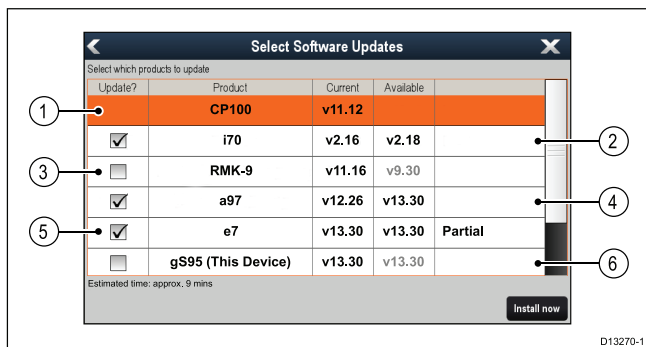 Select Software Updates
Select which products to update
Update? Product Current Available
1 CP100 v11.12
i70 v2.16 v2.18 2
3 RMK-9 v11.16 v9.30
a97 v12.26 v13.30 4
5 e7 v13.30 v13.30 Partial
gS95 (This Device) v13.30 v13.30 6
Estimated time: approx. 9 mins
Install now
D13270-1